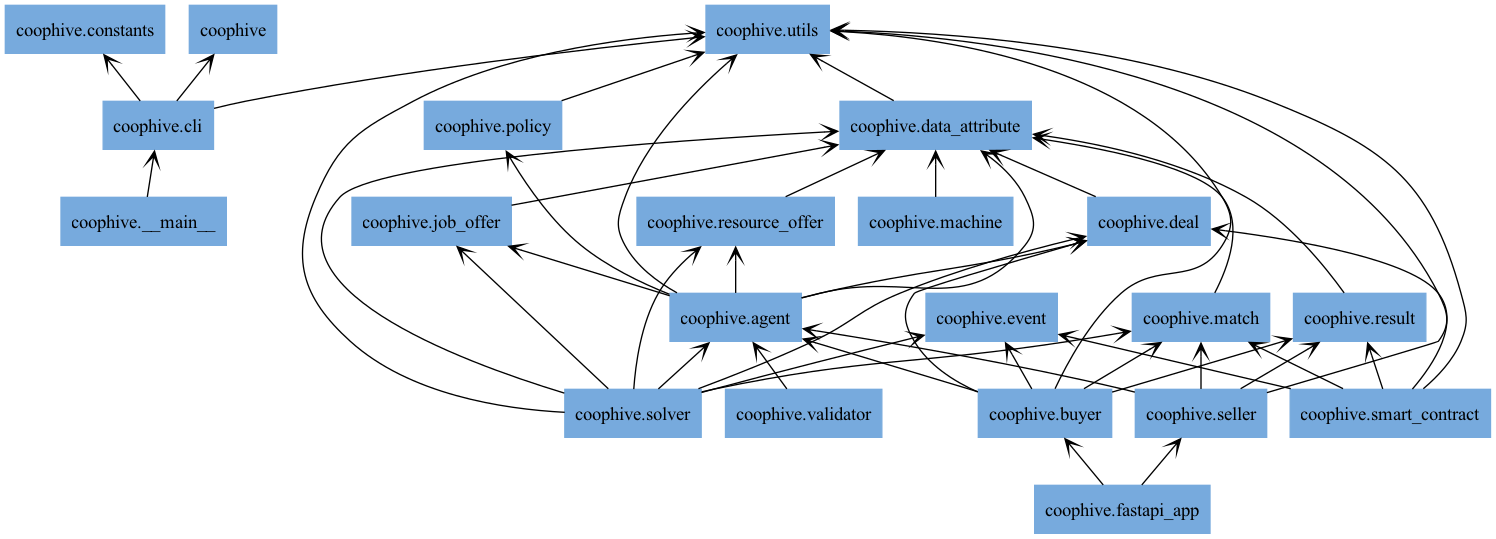 coophive.constants
coophive
coophive.utils
coophive.cli
coophive.policy
coophive.data_attribute
coophive.__main__
coophive.job_offer
coophive.resource_offer
coophive.machine
coophive.deal
coophive.agent
coophive.event
coophive.match
coophive.result
coophive.solver
coophive.validator
coophive.buyer
coophive.seller
coophive.smart_contract
coophive.fastapi_app